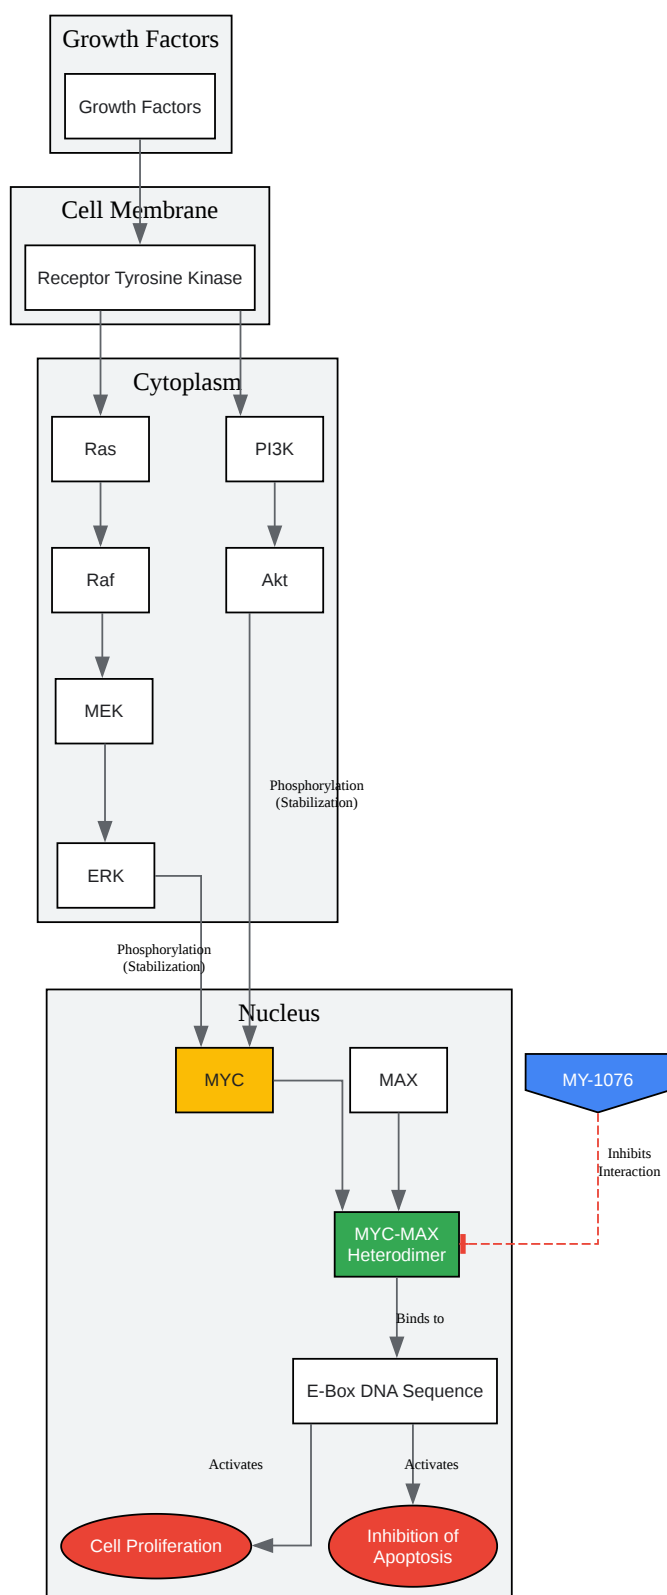 Growth Factors
Growth Factors
Cell Membrane
Receptor Tyrosine Kinase
Cytoplasm
Ras
PI3K
Raf
Akt
MEK
Phosphorylation
(Stabilization)
ERK
Phosphorylation
(Stabilization)
Nucleus
MYC
MAX
MY-1076
Inhibits
Interaction
MYC-MAX
Heterodimer
Binds to
E-Box DNA Sequence
Activates
Activates
Cell Proliferation
Inhibition of
Apoptosis